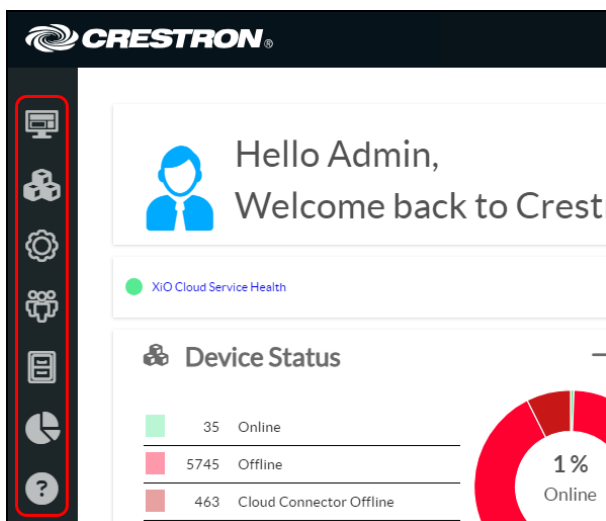 CRESTRON®
Hello Admin,
Welcome back to Crest
XiO Cloud Service Health
Device Status
35 Online
5745 Offline
463 Cloud Connector Offline
1%
Online
?